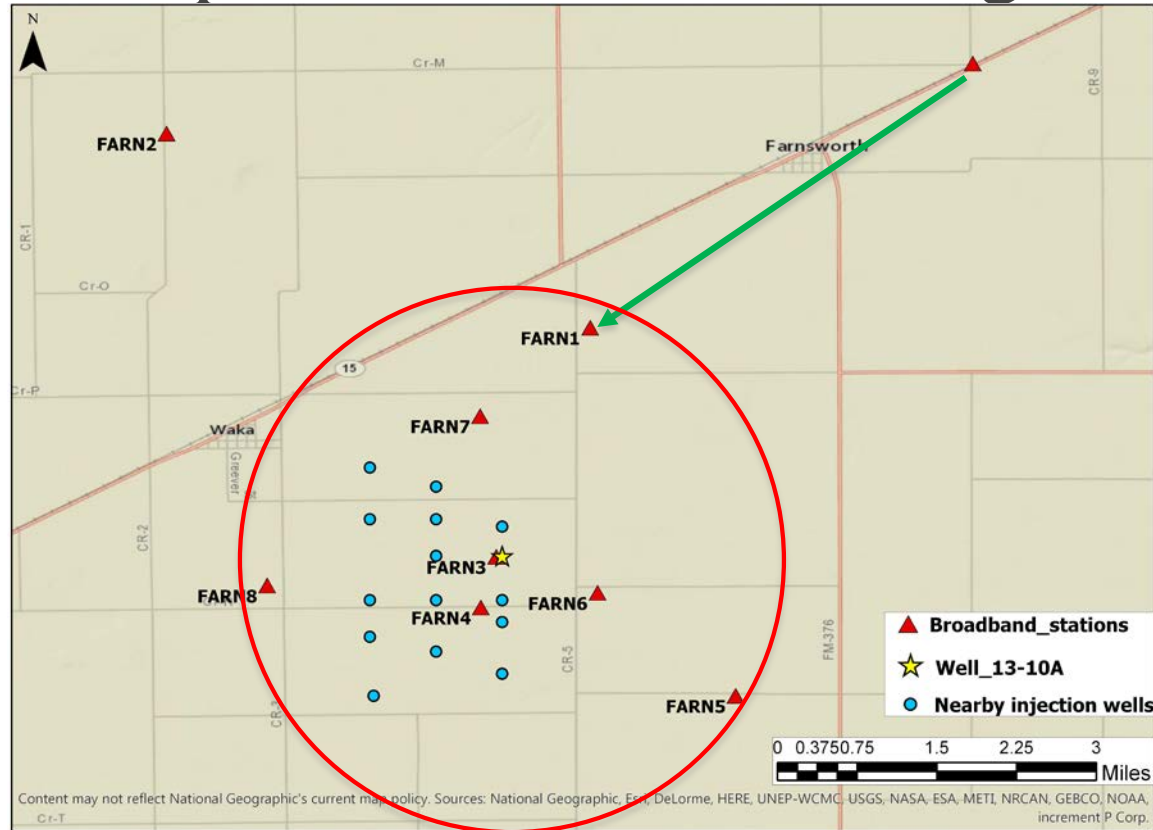 N
Cr-M
CR-9
FARN2
Farnsworth
CR-1
Cr-O
FARN1
15
Cr-P
FARN7
Waka
Greever
CR-2
FARN3
FARN8
FARN6
FARN4
CR-5
FM-376
CR-3
FARN5
Broadband_stations
Well_13-10A
Nearby injection wells
0 0.375 0.75 1.5 2.25 3
Miles
Content may not reflect National Geographic's current map policy. Sources: National Geographic, Esri, DeLorme, HERE, UNEP-WCMC, USGS, NASA, ESA, METI, NRCAN, GEBCO, NOAA,
increment P Corp.
Cr-T